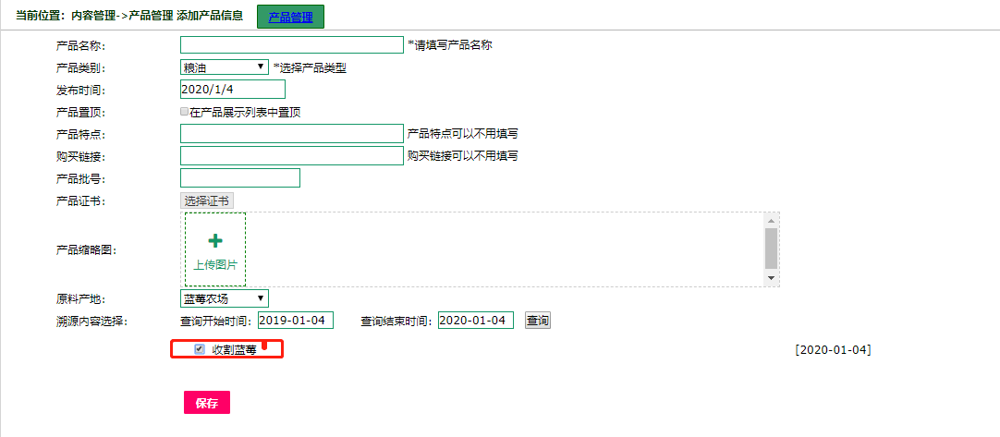 当前位置：内容管理->产品管理 添加产品信息 产品管理
产品名称： *请填写产品名称
产品类别： 粮油 *选择产品类型
发布时间： 2020/1/4
产品置顶： 在产品展示列表中置顶
产品特点： 产品特点可以不用填写
购买链接： 购买链接可以不用填写
产品批号：
产品证书： 选择证书
产品缩略图： 上传图片
原料产地： 蓝莓农场
溯源内容选择： 查询开始时间：2019-01-04 查询结束时间：2020-01-04 查询
收割蓝莓 [2020-01-04]
保存